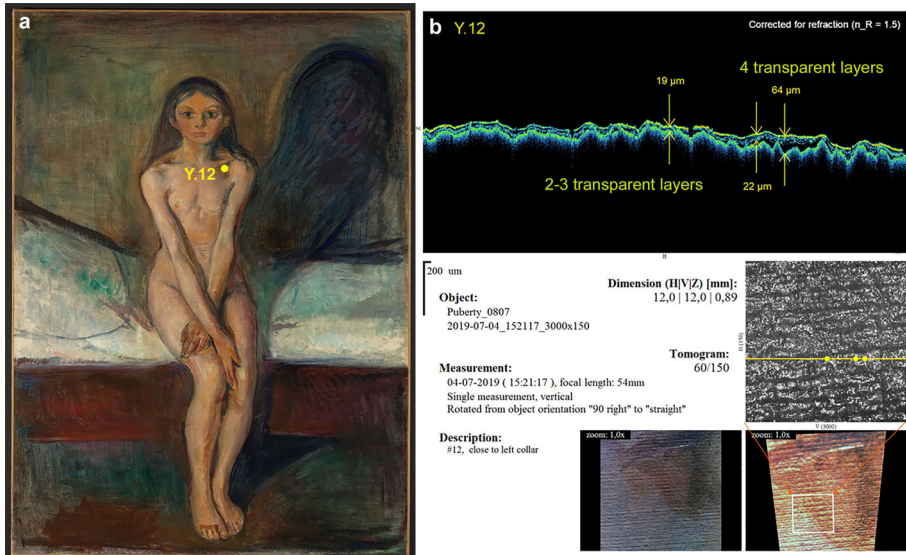 a
Y.12
b Y.12
Corrected for refraction (n_R = 1.5)
4 transparent layers
19 µm
64 µm
Z
2-3 transparent layers
22 µm
H
200 um
Dimension (H|V|Z) [mm]:
12,0 | 12,0 | 0,89
Object:
Puberty_0807
2019-07-04_152117_3000x150
Tomogram:
60/150
Measurement:
04-07-2019 ( 15:21:17 ), focal length: 54mm
Single measurement, vertical
Rotated from object orientation "90 right" to "straight"
Description:
#12, close to left collar
H (150)
V (3000)
zoom: 1,0x
zoom: 1,0x